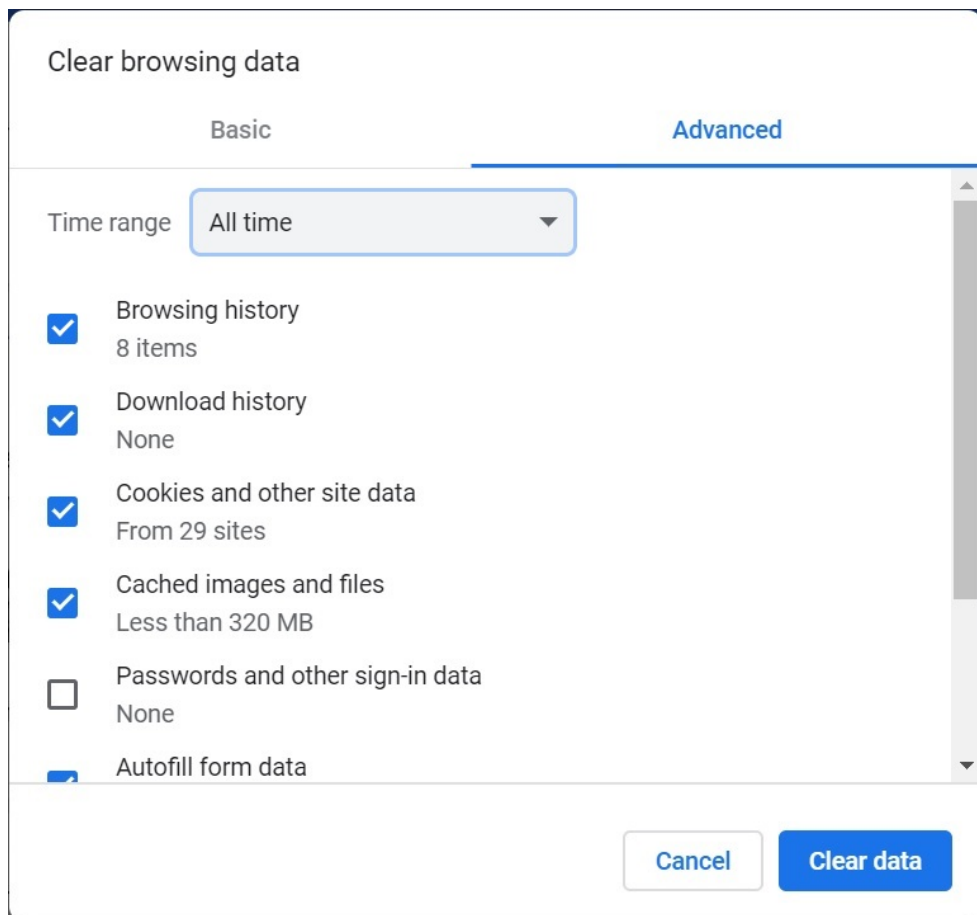 Clear browsing data
Basic
Advanced
Time range
All time
Browsing history
8 items
Download history
None
Cookies and other site data
From 29 sites
Cached images and files
Less than 320 MB
Passwords and other sign-in data
None
Autofill form data
Cancel
Clear data